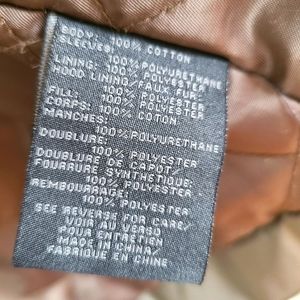 BODY: 100% COTTON
SLEEVES:
100% POLYURETHANE
LINING: 100% POLYESTER
HOOD LINING/FAUX FUR:
100% POLYESTER
FILL: 100% POLYESTER
CORPS: 100% COTON
MANCHES:
100% POLYURETHANE
DOUBLURE:
100% POLYESTER
DOUBLURE DE CAPOT/
FOURRURE SYNTHETIQUE:
100% POLYESTER
REMBOURRAGE:
100% POLYESTER
SEE REVERSE FOR CARE/
VOIR AU VERSO
POUR ENTRETIEN
MADE IN CHINA
FABRIQUE EN CHINE